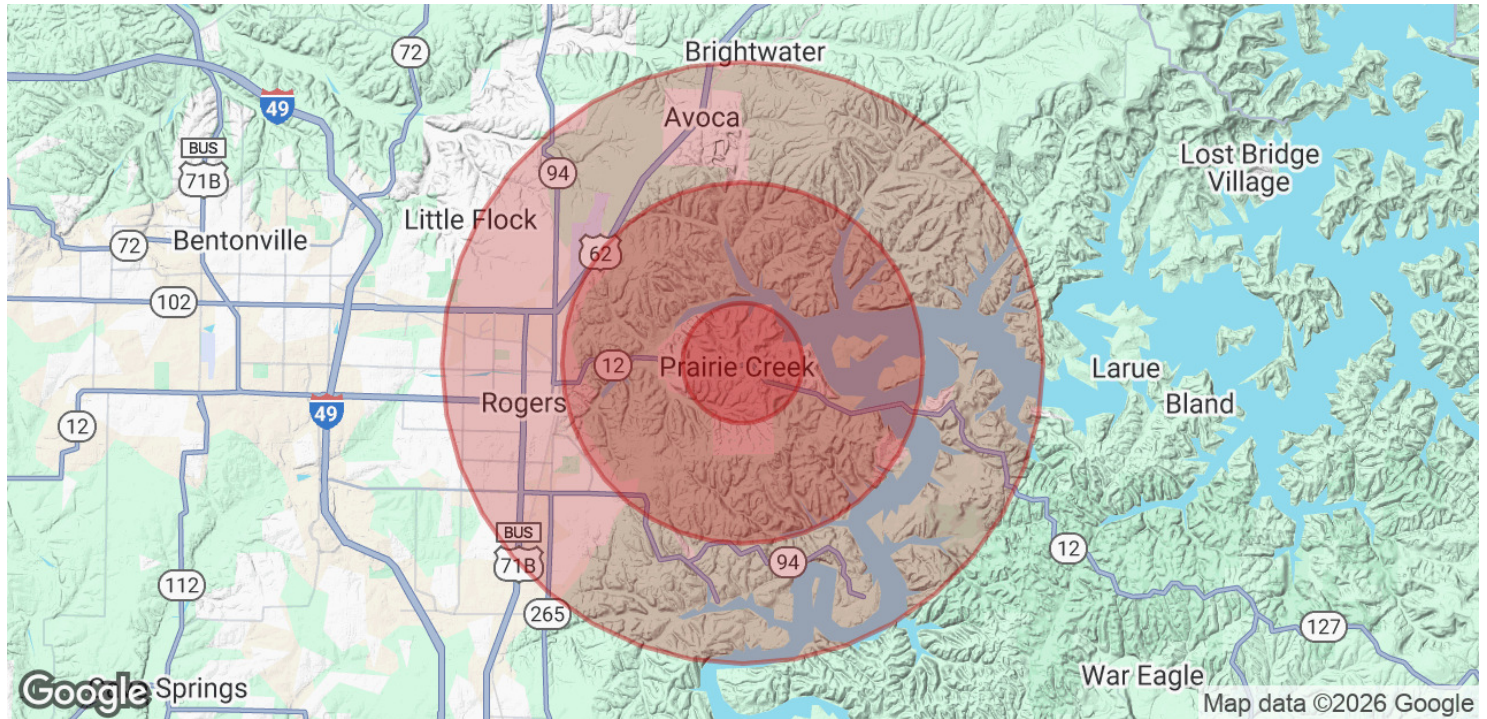 72
Brightwater
49
Avoca
BUS
71B
94
Lost Bridge
Village
Little Flock
72
Bentonville
62
102
12
Prairie Creek
Larue
Rogers
Bland
49
12
BUS
71B
12
94
112
265
127
War Eagle
Google
Springs
Map data ©2026 Google